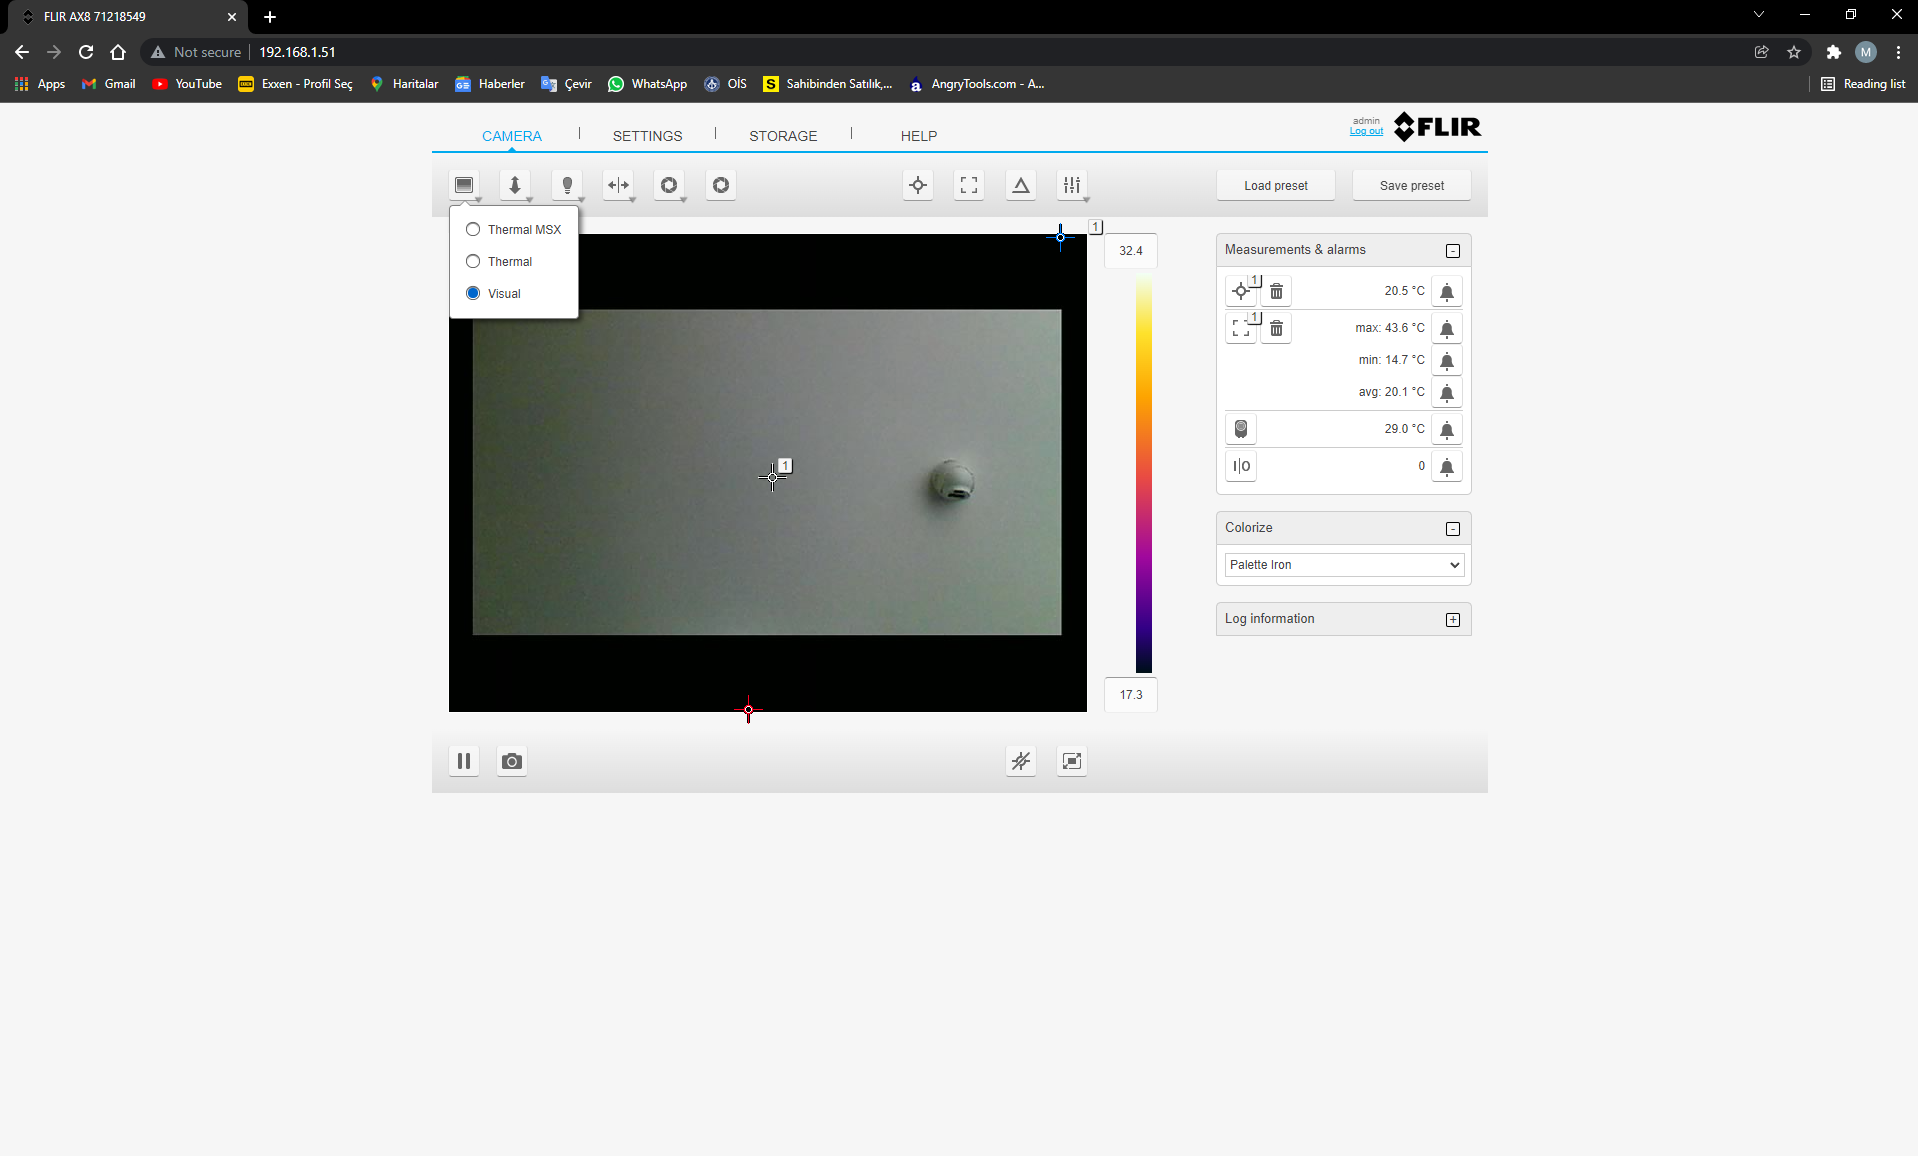 FLIR AX8 71218549
Not secure 192.168.1.51
M
Apps Gmail YouTube Exxen - Profil Seç Haritalar Haberler Çevir WhatsApp OİS Sahibinden Satılık,... AngryTools.com - A... Reading list
CAMERA SETTINGS STORAGE HELP
admin
Log out
FLIR
Load preset Save preset
Thermal MSX
Thermal
Visual
1
32.4
1
17.3
Measurements & alarms
1 20.5 °C
1 max: 43.6 °C
min: 14.7 °C
avg: 20.1 °C
29.0 °C
I|O 0
Colorize
Palette Iron
Log information